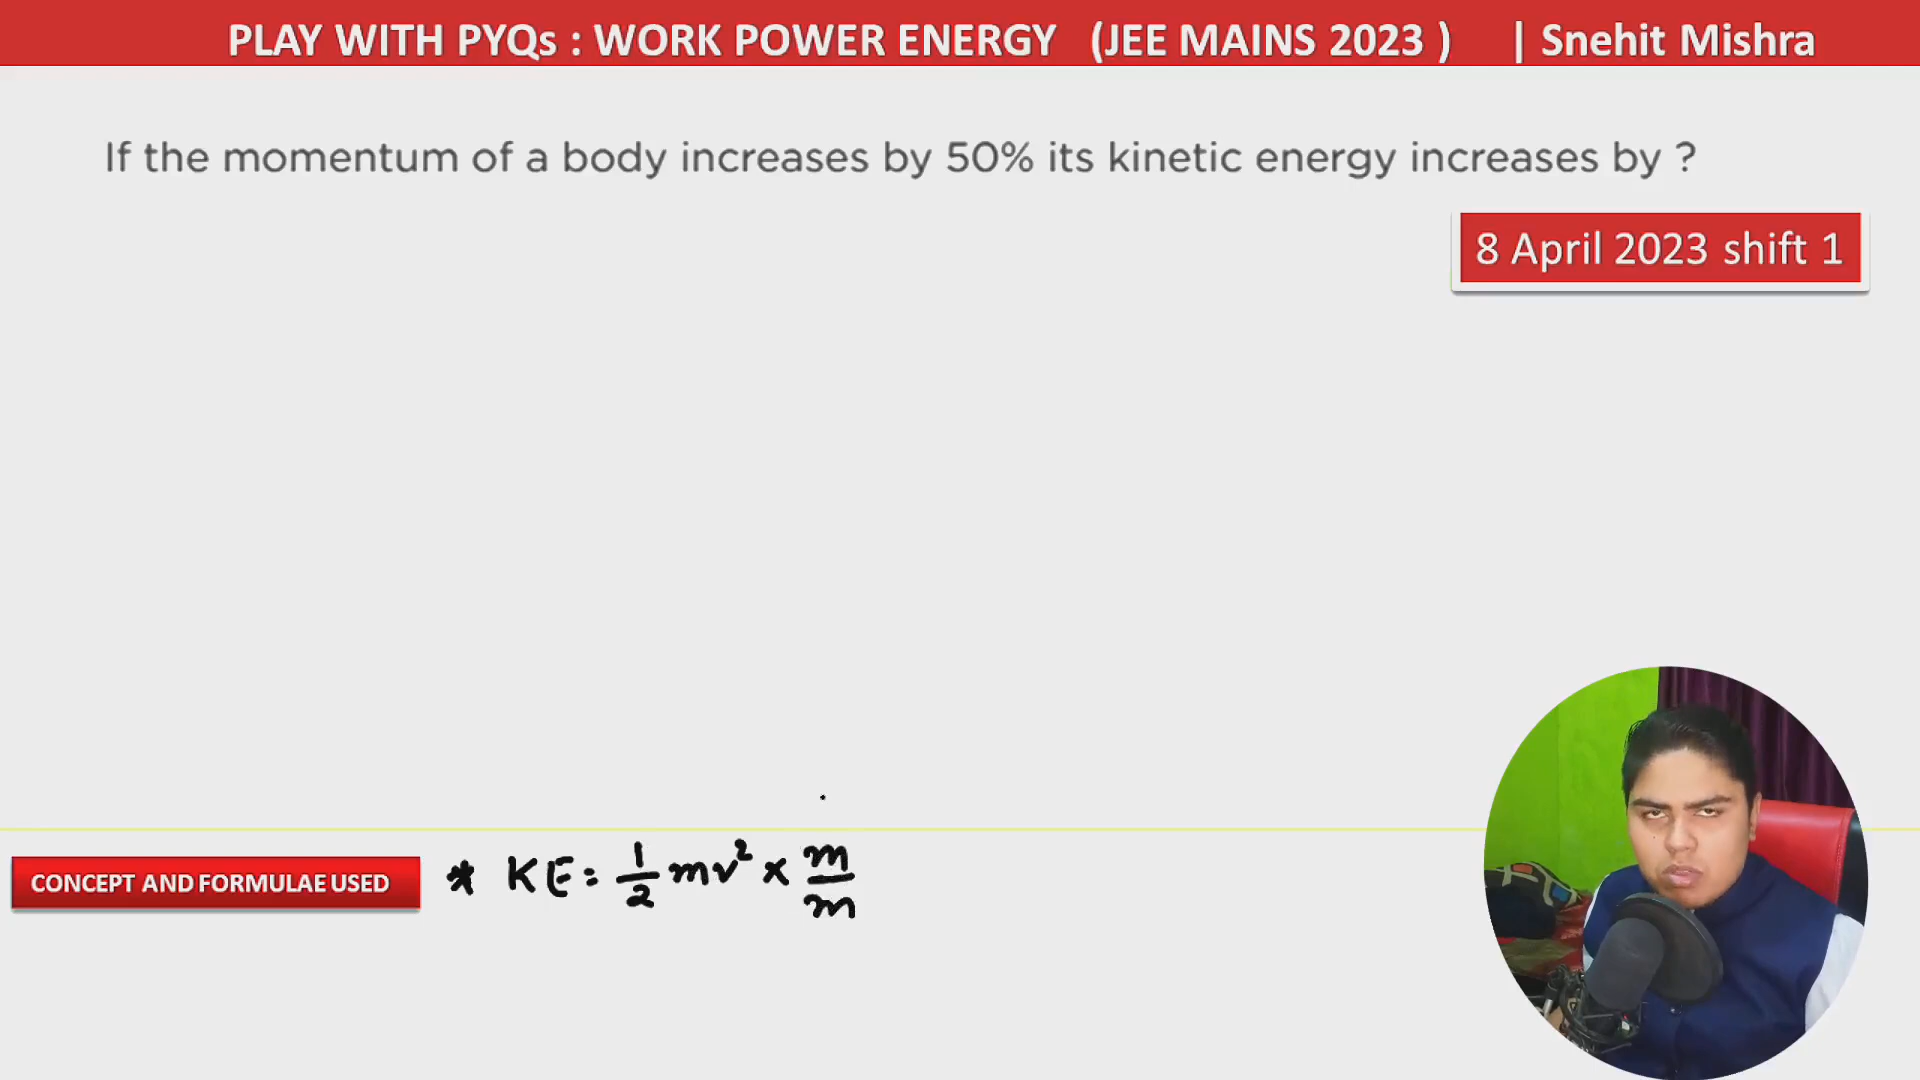 PLAY WITH PYQs : WORK POWER ENERGY (JEE MAINS 2023 ) | Snehit Mishra
If the momentum of a body increases by 50% its kinetic energy increases by ?
8 April 2023 shift 1
CONCEPT AND FORMULAE USED
* KE = 1/2 mv² × m/m